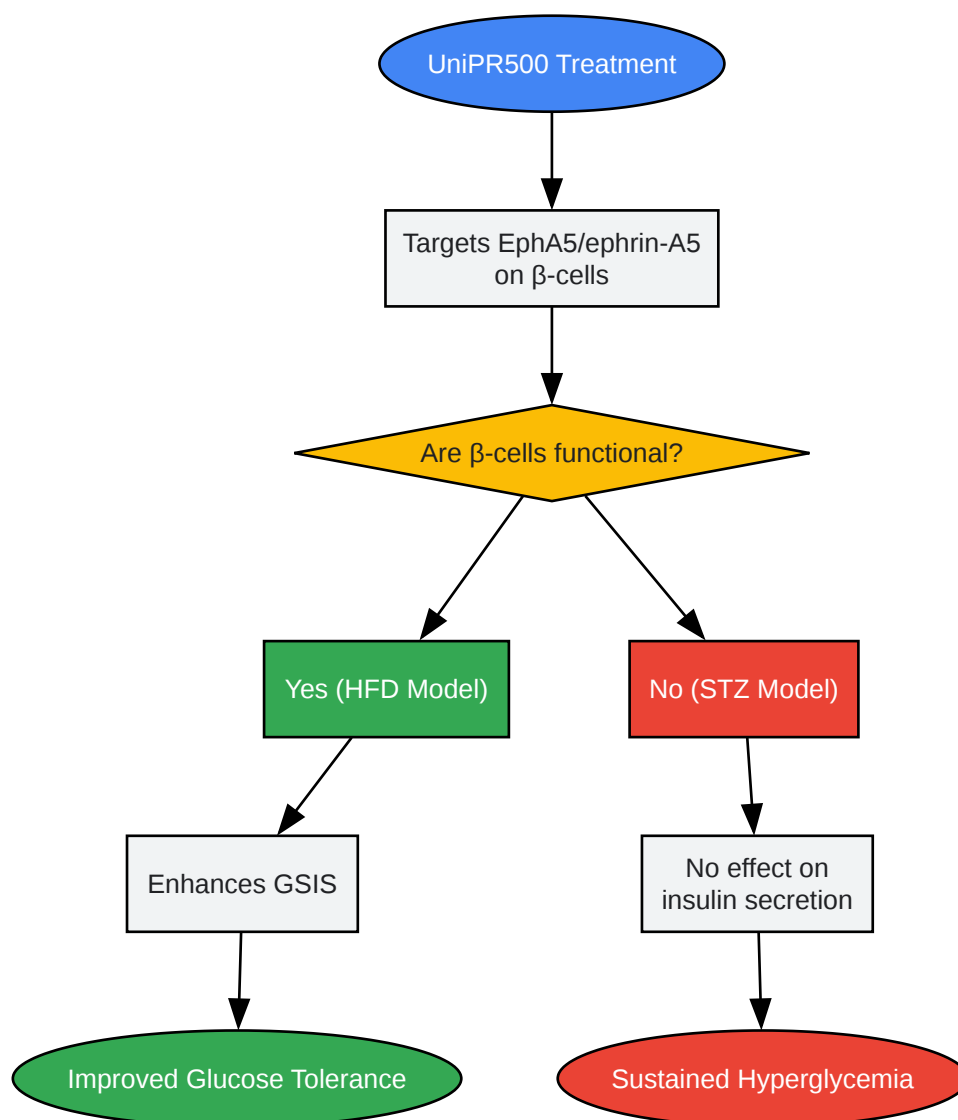 UniPR500 Treatment
Targets EphA5/ephrin-A5
on β-cells
Are β-cells functional?
Yes (HFD Model)
No (STZ Model)
Enhances GSIS
No effect on
insulin secretion
Improved Glucose Tolerance
Sustained Hyperglycemia